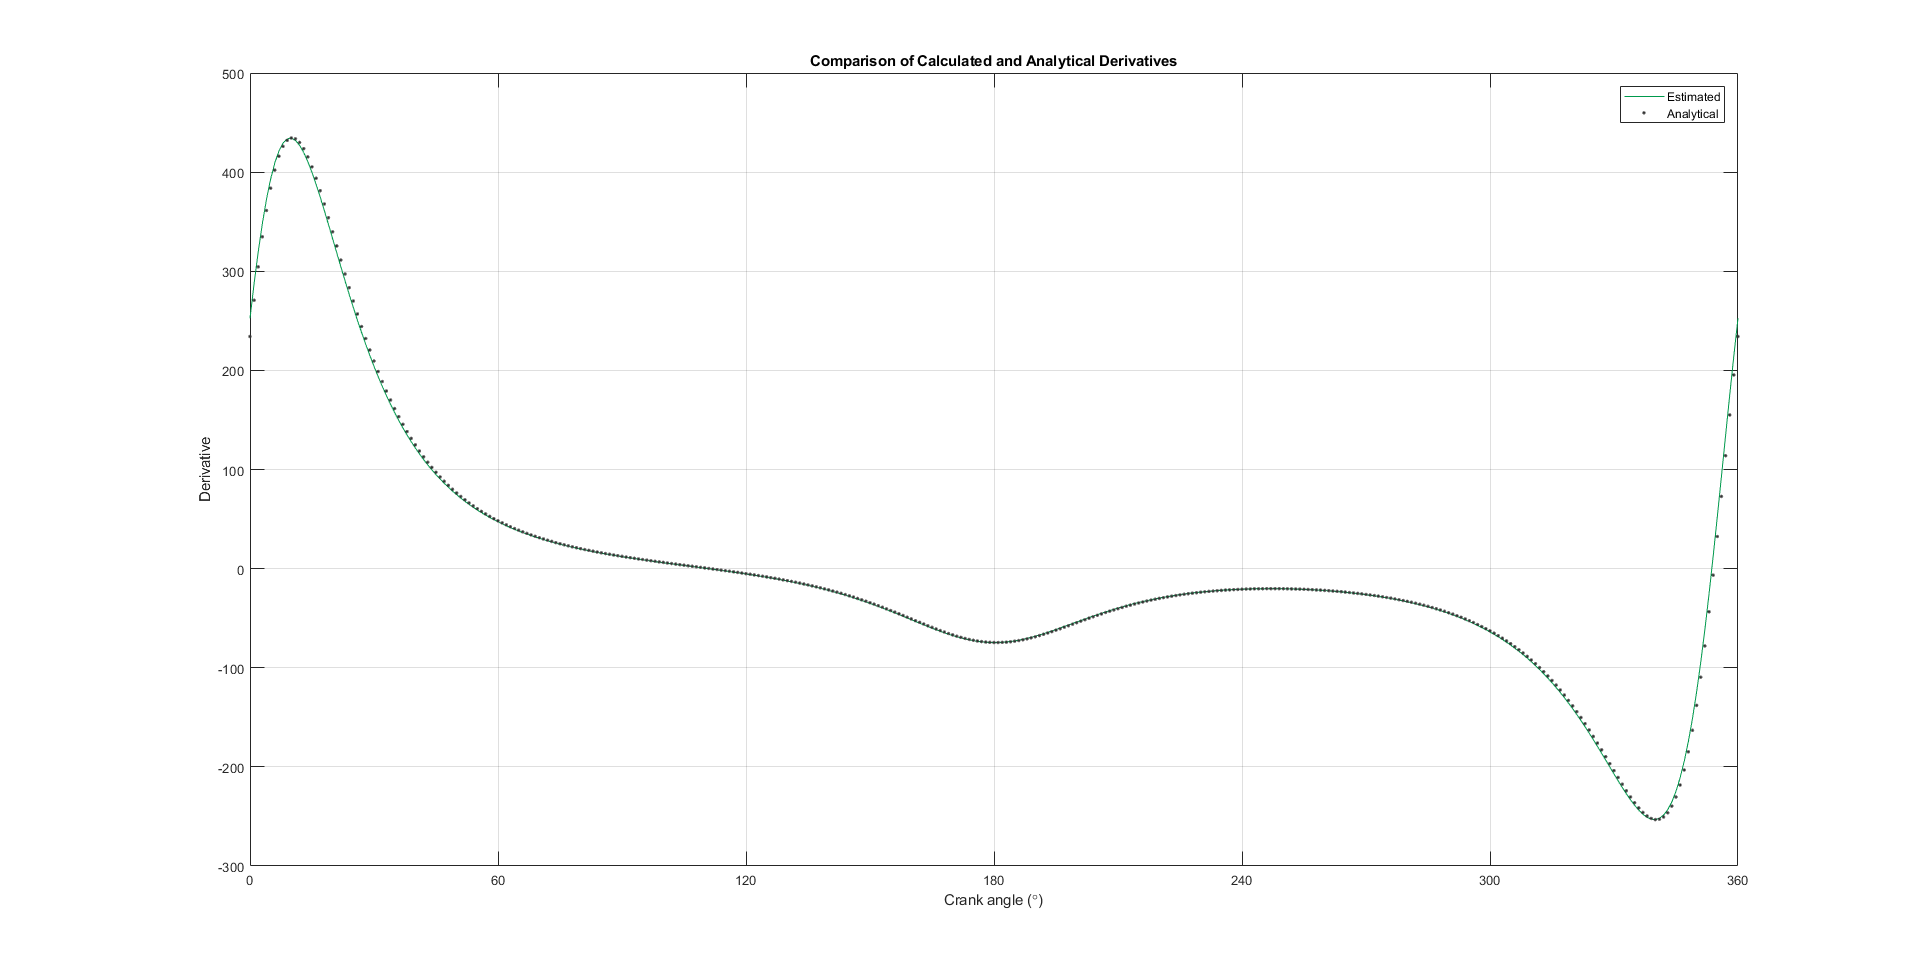 Comparison of Calculated and Analytical Derivatives
500
400
300
200
100
0
-100
-200
-300
Derivative
Estimated
Analytical
0 60 120 180 240 300 360
Crank angle (°)